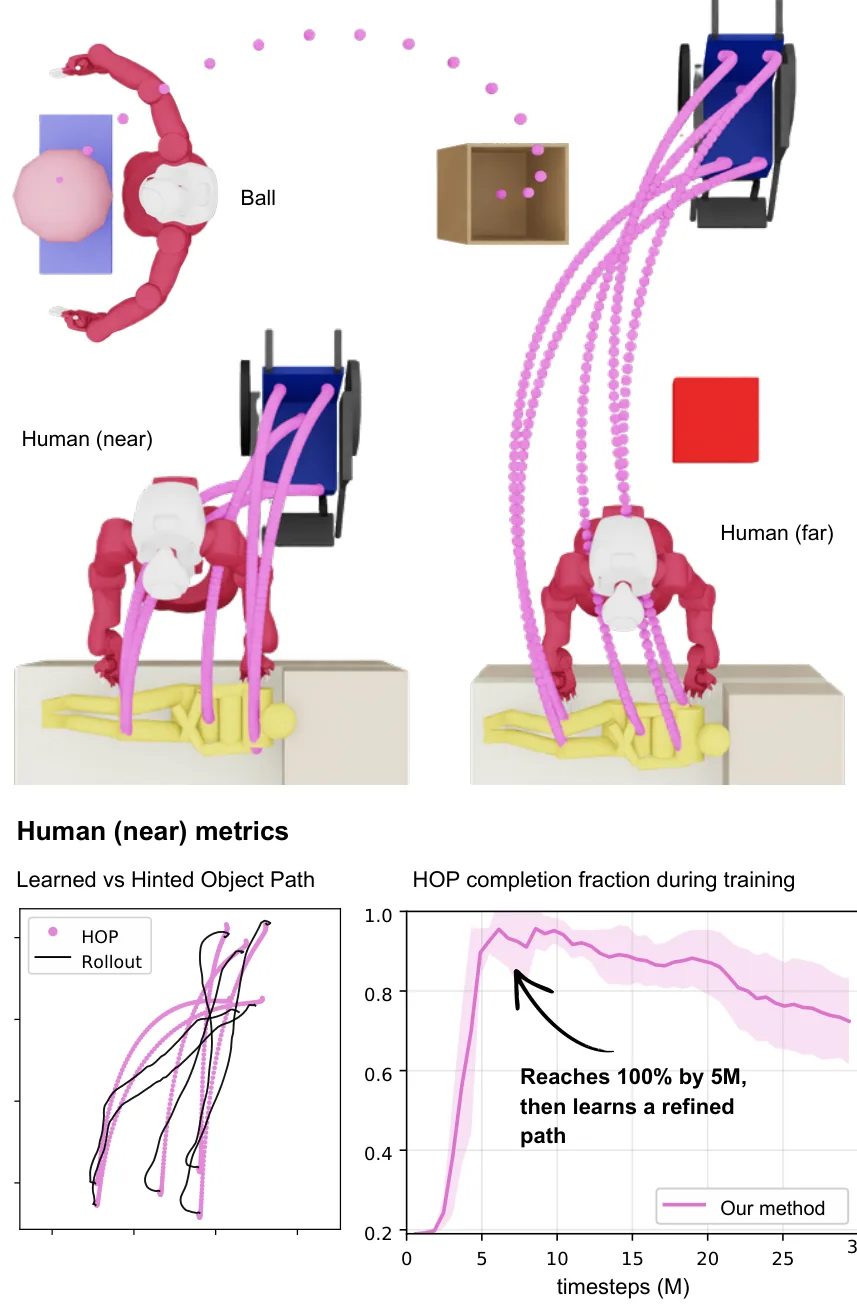 Ball
Human (near)
Human (far)
Human (near) metrics
Learned vs Hinted Object Path
HOP
Rollout
HOP completion fraction during training
1.0
0.8
0.6
0.4
0.2
Reaches 100% by 5M,
then learns a refined
path
Our method
0 5 10 15 20 25 3
timesteps (M)